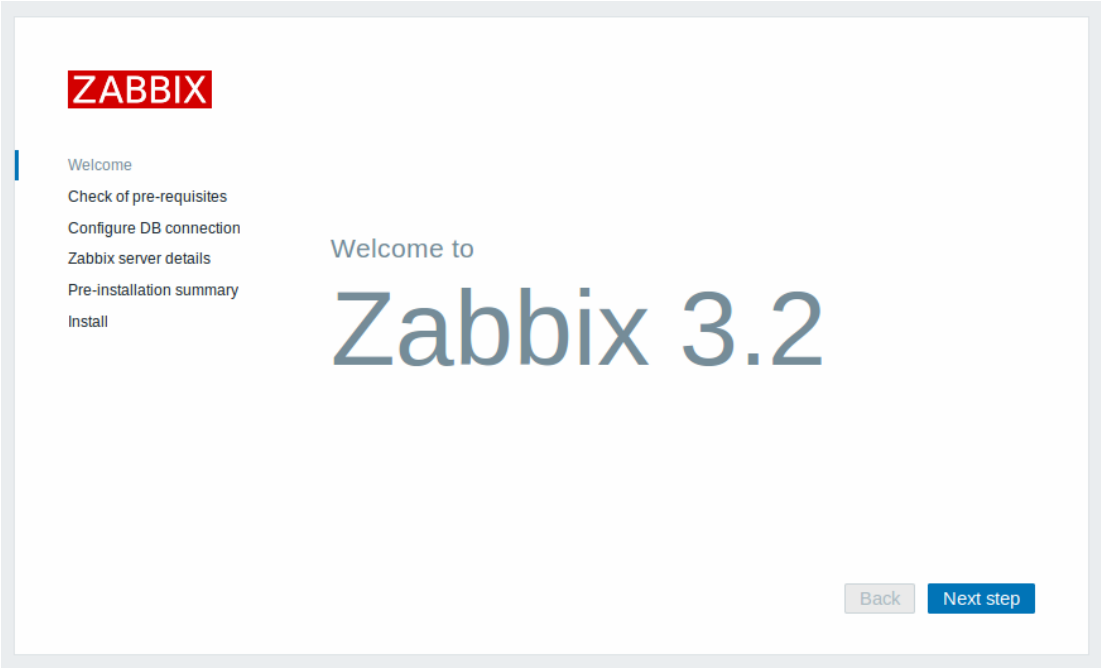 ZABBIX
Welcome
Check of pre-requisites
Configure DB connection
Zabbix server details
Pre-installation summary
Install
Welcome to
Zabbix 3.2
Back
Next step